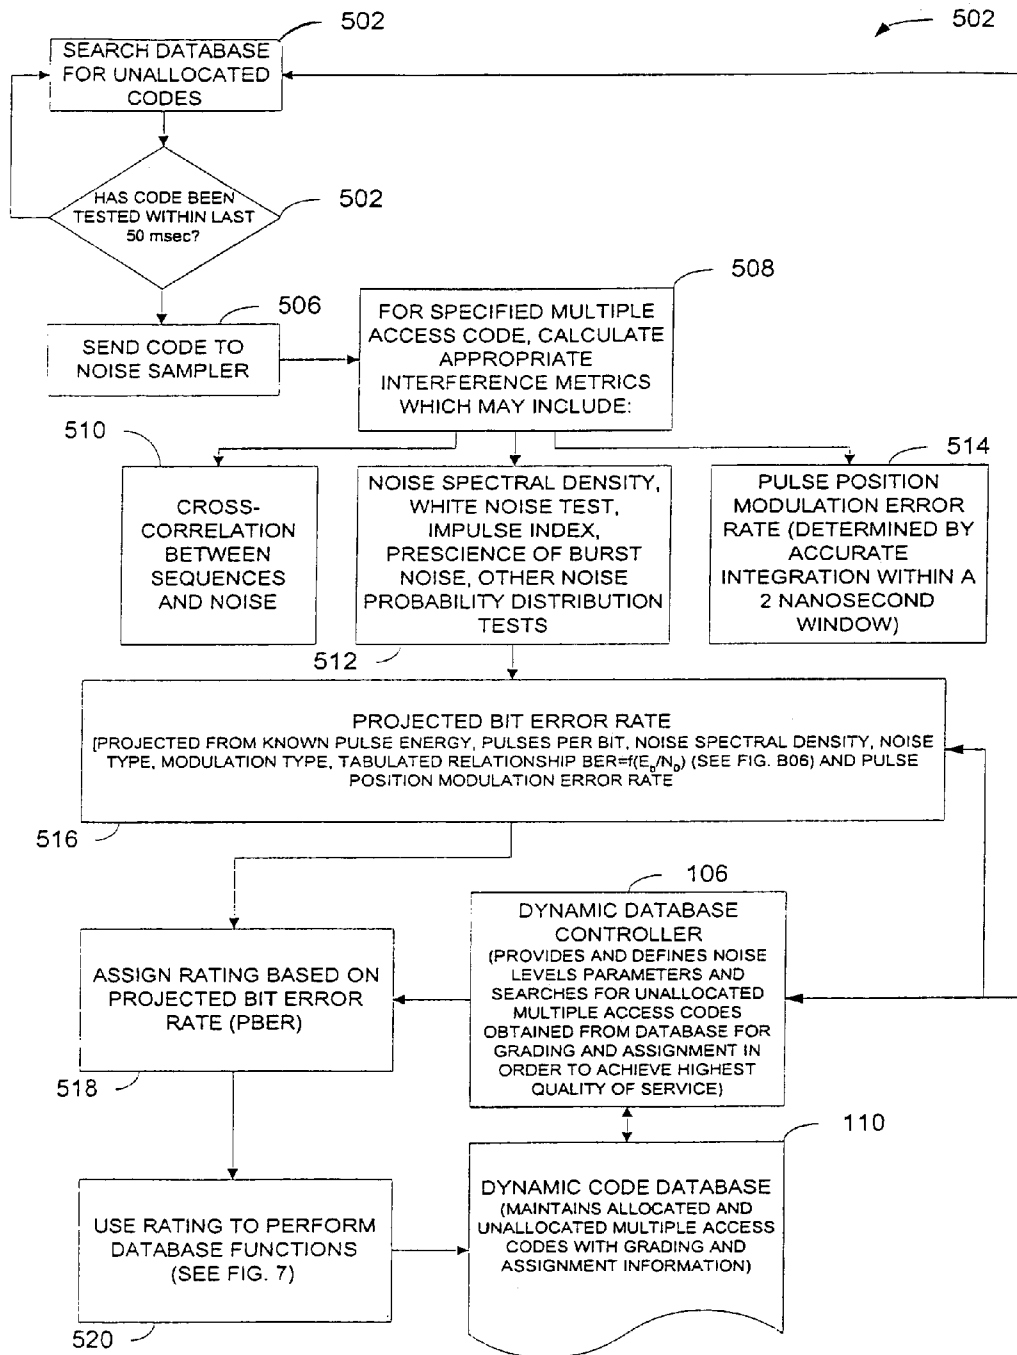 502
502
SEARCH DATABASE
FOR UNALLOCATED
CODES
HAS CODE BEEN
TESTED WITHIN LAST
50 msec?
502
506
SEND CODE TO
NOISE SAMPLER
508
FOR SPECIFIED MULTIPLE
ACCESS CODE, CALCULATE
APPROPRIATE
INTERFERENCE METRICS
WHICH MAY INCLUDE:
510
CROSS-
CORRELATION
BETWEEN
SEQUENCES
AND NOISE
NOISE SPECTRAL DENSITY,
WHITE NOISE TEST,
IMPULSE INDEX,
PRESCIENCE OF BURST
NOISE, OTHER NOISE
PROBABILITY DISTRIBUTION
TESTS
512
514
PULSE POSITION
MODULATION ERROR
RATE (DETERMINED BY
ACCURATE
INTEGRATION WITHIN A
2 NANOSECOND
WINDOW)
PROJECTED BIT ERROR RATE
[PROJECTED FROM KNOWN PULSE ENERGY, PULSES PER BIT, NOISE SPECTRAL DENSITY, NOISE
TYPE, MODULATION TYPE, TABULATED RELATIONSHIP BER=f(E_b/N_0) (SEE FIG. B06) AND PULSE
POSITION MODULATION ERROR RATE
516
106
DYNAMIC DATABASE
CONTROLLER
(PROVIDES AND DEFINES NOISE
LEVELS PARAMETERS AND
SEARCHES FOR UNALLOCATED
MULTIPLE ACCESS CODES
OBTAINED FROM DATABASE FOR
GRADING AND ASSIGNMENT IN
ORDER TO ACHIEVE HIGHEST
QUALITY OF SERVICE)
ASSIGN RATING BASED ON
PROJECTED BIT ERROR
RATE (PBER)
518
110
DYNAMIC CODE DATABASE
(MAINTAINS ALLOCATED AND
UNALLOCATED MULTIPLE ACCESS
CODES WITH GRADING AND
ASSIGNMENT INFORMATION)
USE RATING TO PERFORM
DATABASE FUNCTIONS
(SEE FIG. 7)
520